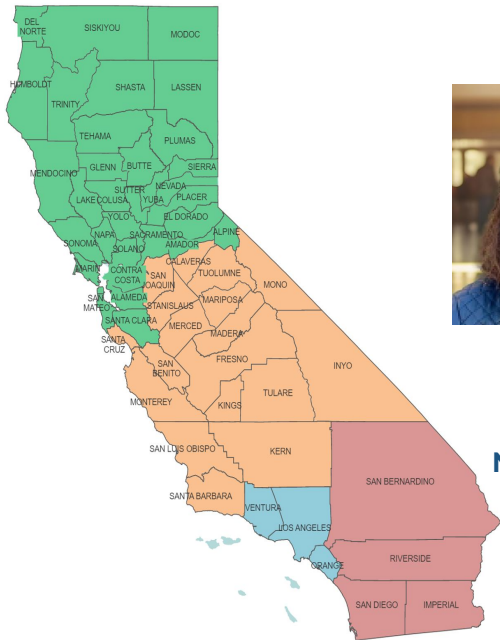 DEL
NORTE
SISKIYOU
MODOC
HUMBOLDT
TRINITY
SHASTA
LASSEN
TEHAMA
PLUMAS
MENDOCINO
GLENN
BUTTE
SIERRA
LAKE
COLUSA
SUTTER
YUBA
NEVADA
PLACER
YOLO
EL DORADO
SONOMA
NAPA
SOLANO
SACRAMENTO
AMADOR
ALPINE
MARIN
CONTRA
COSTA
SAN
JOAQUIN
CALAVERAS
TUOLUMNE
MONO
SAN
MATEO
ALAMEDA
STANISLAUS
MARIPOSA
SANTA CLARA
MERCED
SANTA
CRUZ
MADERA
SAN
BENITO
FRESNO
INYO
MONTEREY
KINGS
TULARE
SAN LUIS OBISPO
KERN
N
SAN BERNARDINO
SANTA BARBARA
VENTURA
LOS ANGELES
ORANGE
RIVERSIDE
SAN DIEGO
IMPERIAL